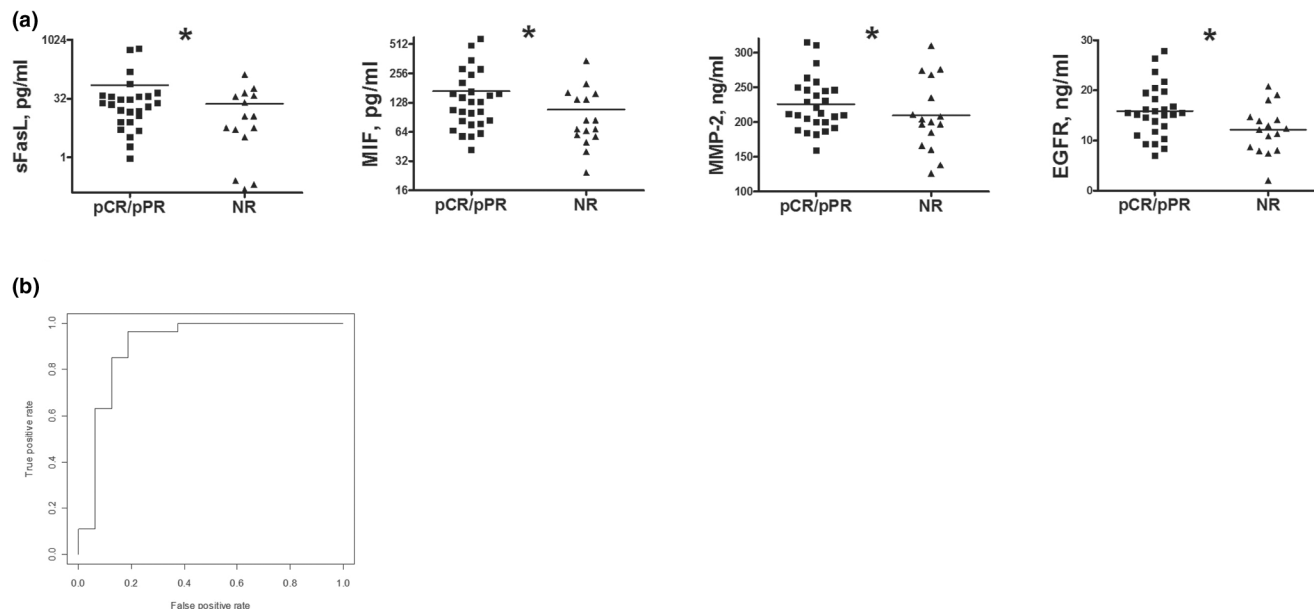 (a)
sFasL, pg/ml
1024
32
1
*
pCR/pPR NR
MIF, pg/ml
512
256
128
64
32
16
*
pCR/pPR NR
MMP-2, ng/ml
300
250
200
150
100
*
pCR/pPR NR
EGFR, ng/ml
30
20
10
0
*
pCR/pPR NR
(b)
True positive rate
1.0
0.8
0.6
0.4
0.2
0.0
0.0 0.2 0.4 0.6 0.8 1.0
False positive rate